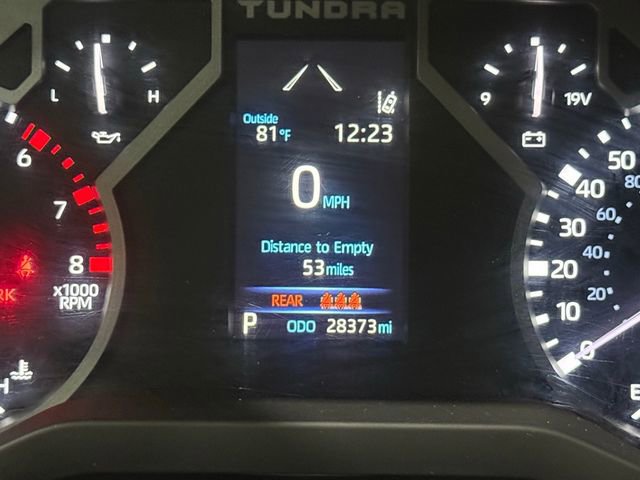 TUNDRA
L H
9 19V
Outside
81°F 12:23
6
7
8
x1000
RPM
RK
H
0 MPH
Distance to Empty
53 miles
REAR
P ODO 28373 mi
50
40
30
20
10
0
80
60
40
20
E